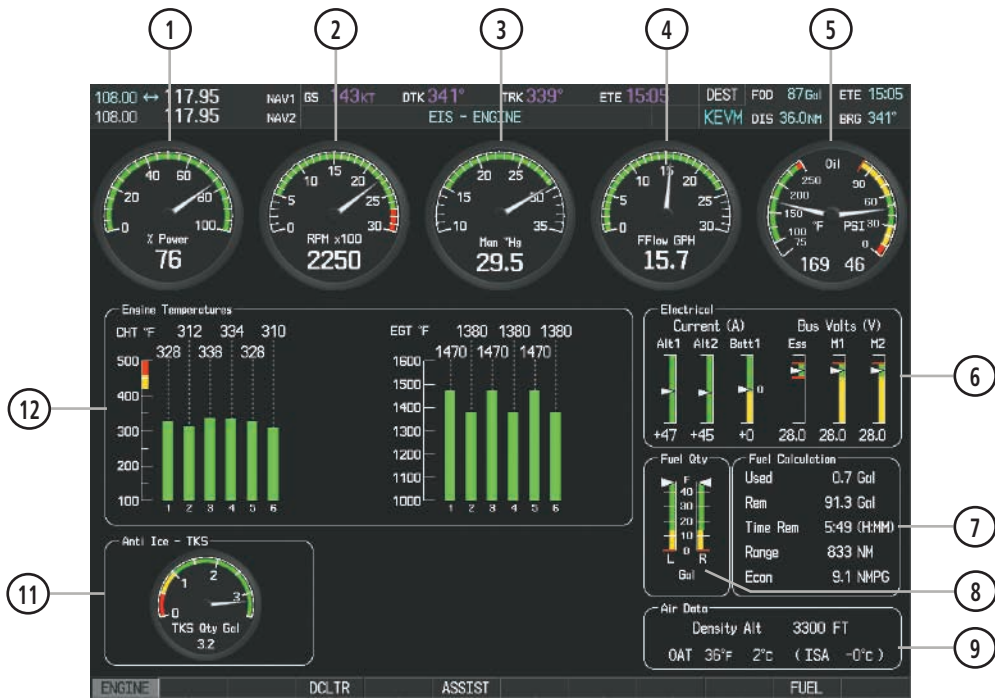 1 2 3 4 5
108.00 ↔ 117.95 NAV1 GS 143KT DTK 341° TRK 339° ETE 15:05 DEST FOD 87Gal ETE 15:05
108.00 117.95 NAV2 EIS - ENGINE KEVM DIS 36.0NM BRG 341°
0 20 40 60 80 100
% Power
76
0 5 10 15 20 25 30
RPM x100
2250
10 15 20 25 30 35
Man "Hg
29.5
0 5 10 15 20 25 30
FFlow GPH
15.7
Oil
250 200 150 100 75
°F
169
90 60 30 0
PSI
46
Engine Temperatures
CHT °F 312 334 310
328 336 328
500
400
300
200
100
1 2 3 4 5 6
EGT °F 1380 1380 1380
1470 1470 1470
1600
1500
1400
1300
1200
1100
1000
1 2 3 4 5 6
12
Electrical
Current (A) Bus Volts (V)
Alt1 Alt2 Batt1 Ess M1 M2
0
+47 +45 +0 28.0 28.0 28.0
6
Fuel Qty
F
40
30
20
10
0
L R
Gal
8
Fuel Calculation
Used 0.7 Gal
Rem 91.3 Gal
Time Rem 5:49 (H:MM)
Range 833 NM
Econ 9.1 NMPG
7
Anti Ice - TKS
0 1 2 3
TKS Qty Gal
3.2
11
Air Data
Density Alt 3300 FT
OAT 36°F 2°C ( ISA -0°C )
9
ENGINE DCLTR ASSIST FUEL